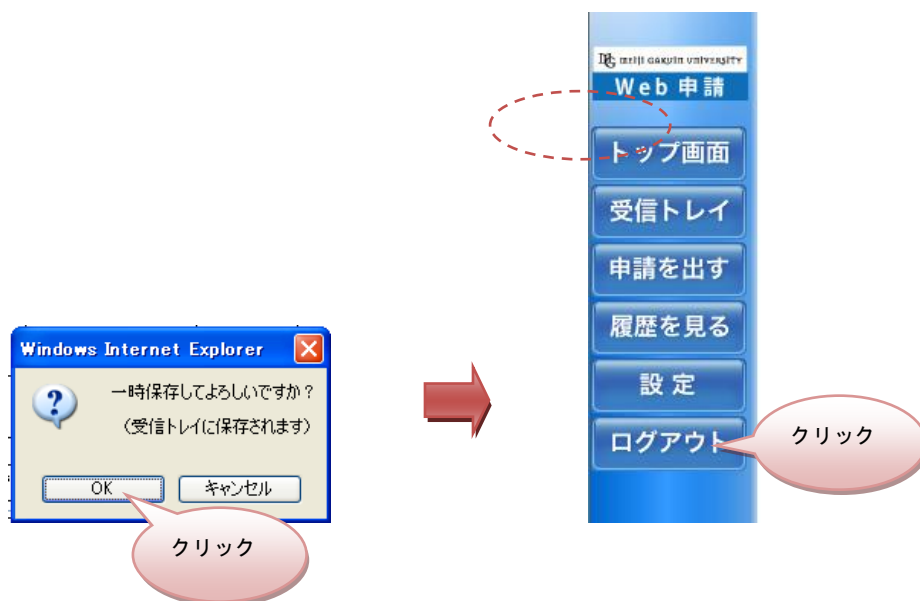 Windows Internet Explorer
一時保存してよろしいですか？
（受信トレイに保存されます）
OK
キャンセル
クリック
MG MEIJI GAKUIN UNIVERSITY
Web 申請
トップ画面
受信トレイ
申請を出す
履歴を見る
設 定
ログアウト
クリック